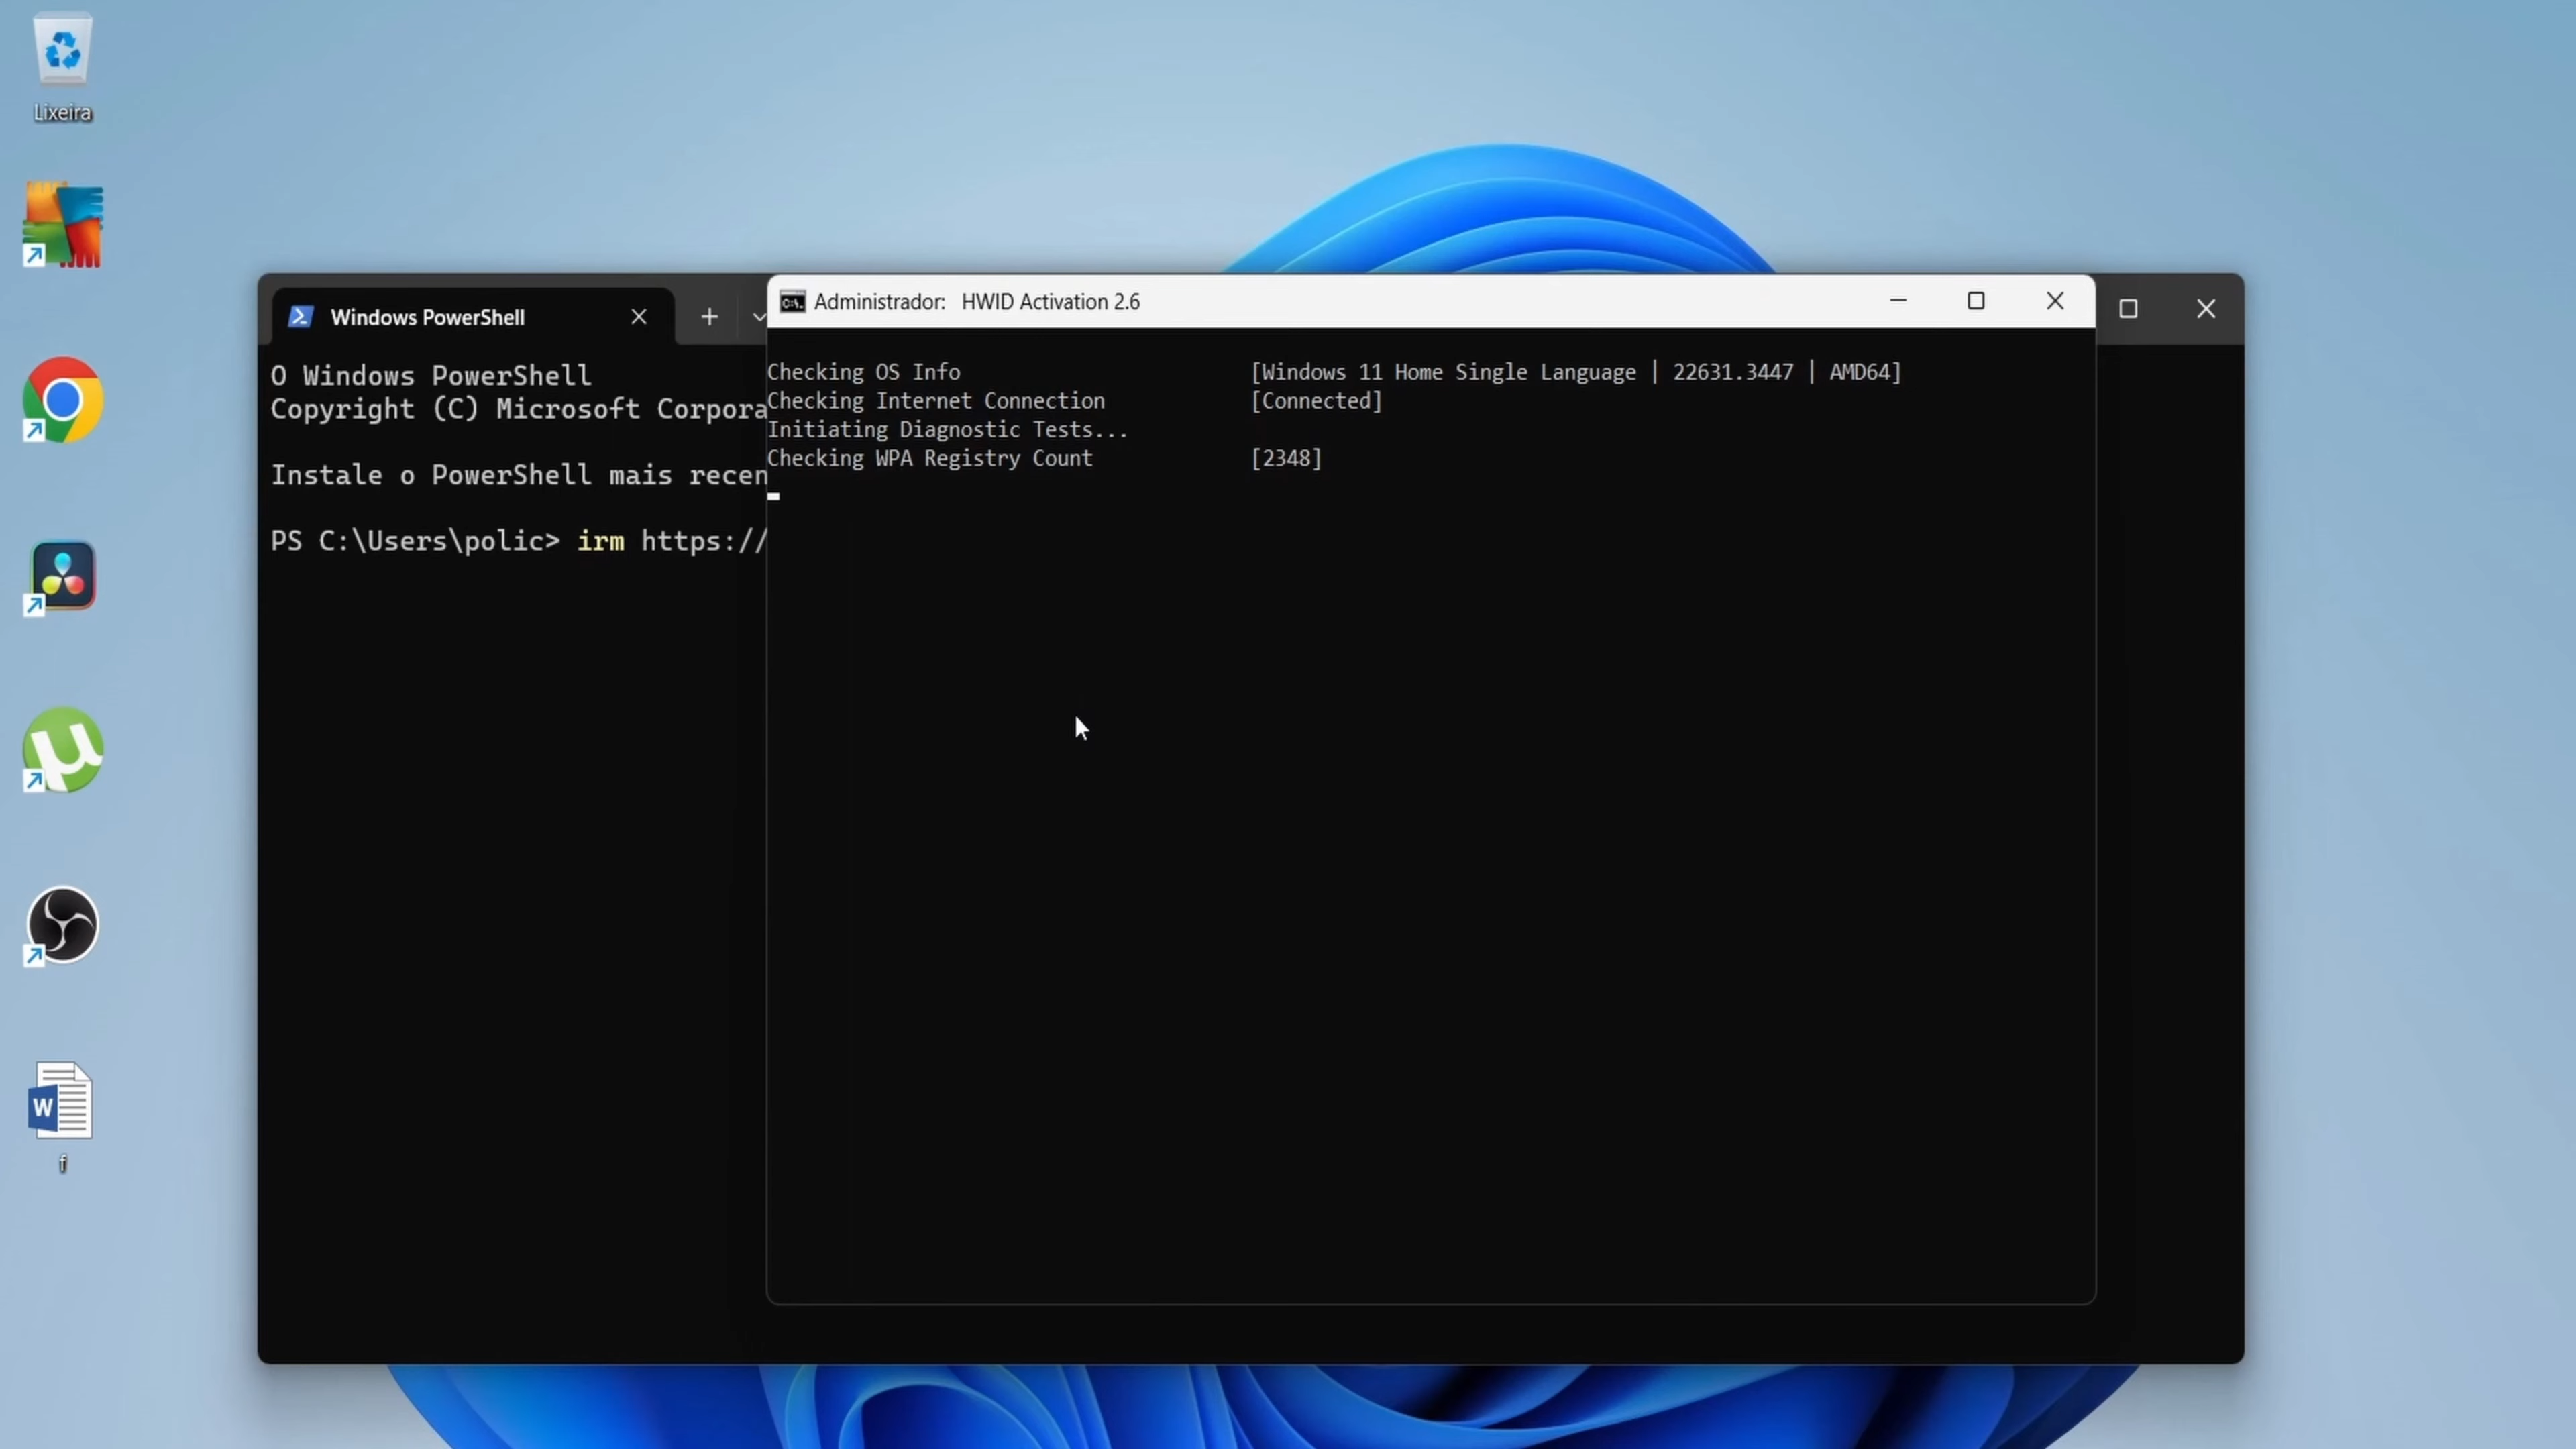 Lixeira
W
f
Windows PowerShell
O Windows PowerShell
Copyright (C) Microsoft
Instale o PowerShell mais
PS C:\Users\polic> irm https://
Administrador: HWID Activation 2.6
Checking OS Info [Windows 11 Home Single Language | 22631.3447 | AMD64]
Checking Internet Connection [Connected]
Initiating Diagnostic Tests...
Checking WPA Registry Count [2348]